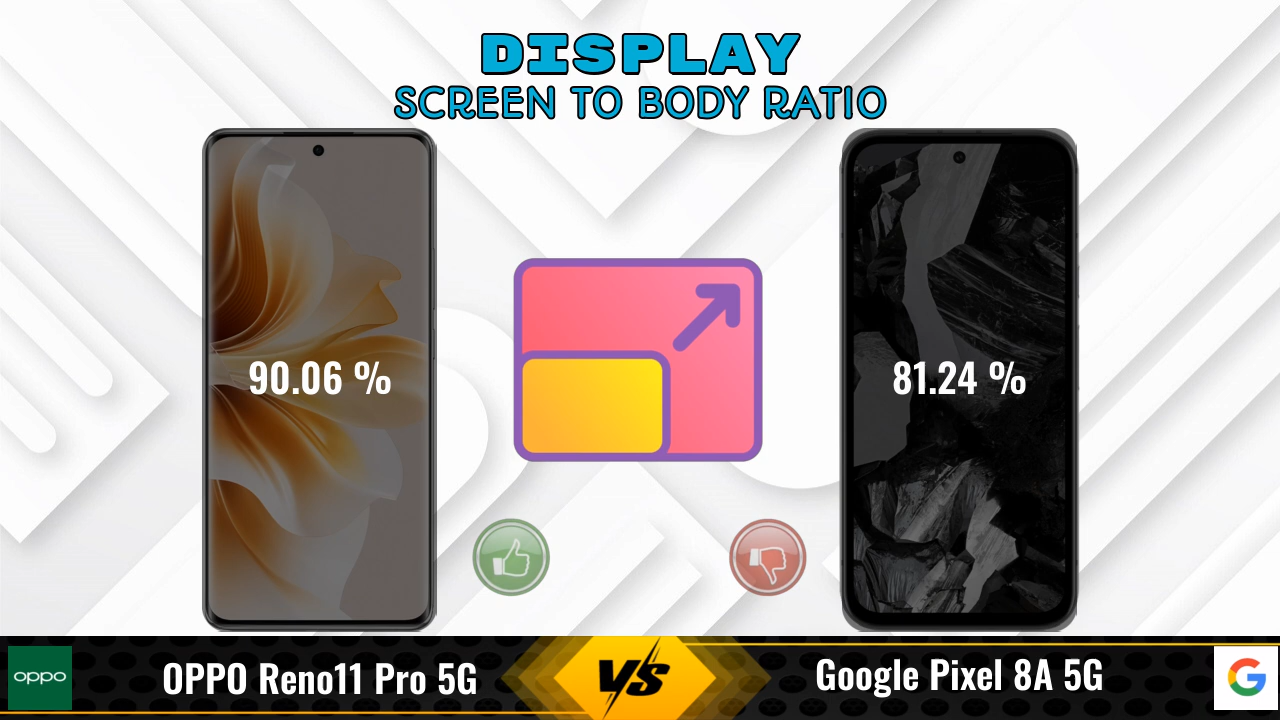 DISPLAY
SCREEN TO BODY RATIO
90.06 %
81.24 %
oppo
OPPO Reno11 Pro 5G
VS
Google Pixel 8A 5G
G